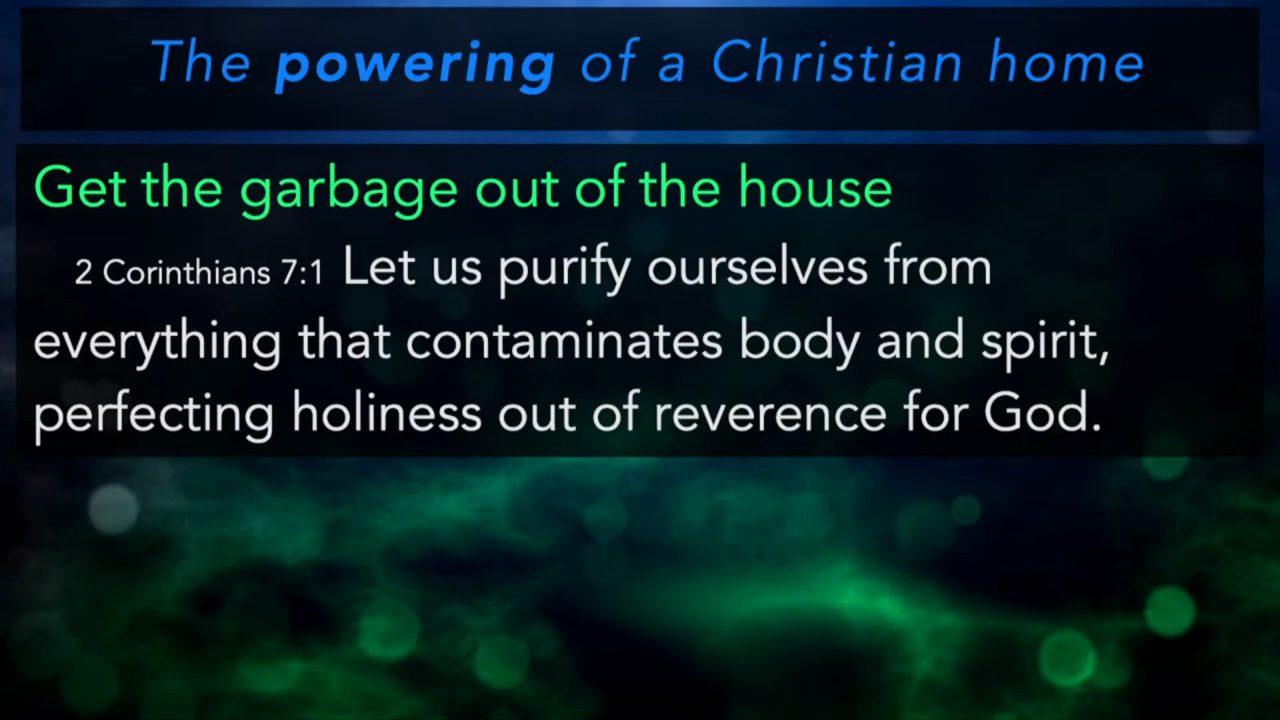 The powering of a Christian home
Get the garbage out of the house
2 Corinthians 7:1 Let us purify ourselves from
everything that contaminates body and spirit,
perfecting holiness out of reverence for God.